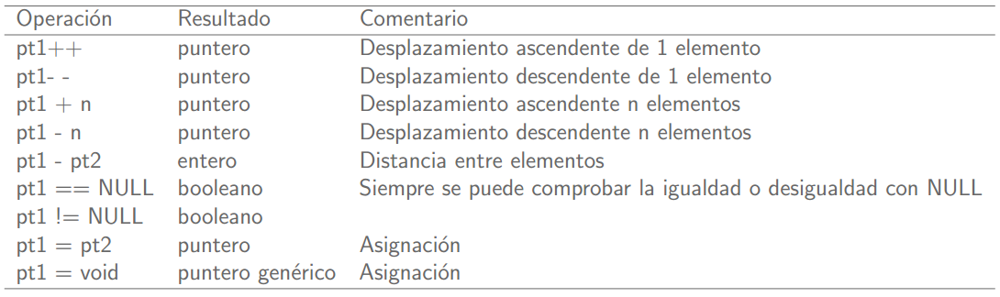 Operación Resultado Comentario
pt1++ puntero Desplazamiento ascendente de 1 elemento
pt1- - puntero Desplazamiento descendente de 1 elemento
pt1 + n puntero Desplazamiento ascendente n elementos
pt1 - n puntero Desplazamiento descendente n elementos
pt1 - pt2 entero Distancia entre elementos
pt1 == NULL booleano Siempre se puede comprobar la igualdad o desigualdad con NULL
pt1 != NULL booleano
pt1 = pt2 puntero Asignación
pt1 = void puntero genérico Asignación